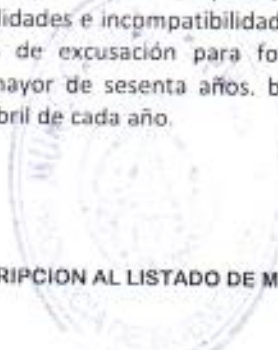 lidades e incompatibilidad
de excusación para fo
mayor de sesenta años. b
bril de cada año.
RIPCION AL LISTADO DE M